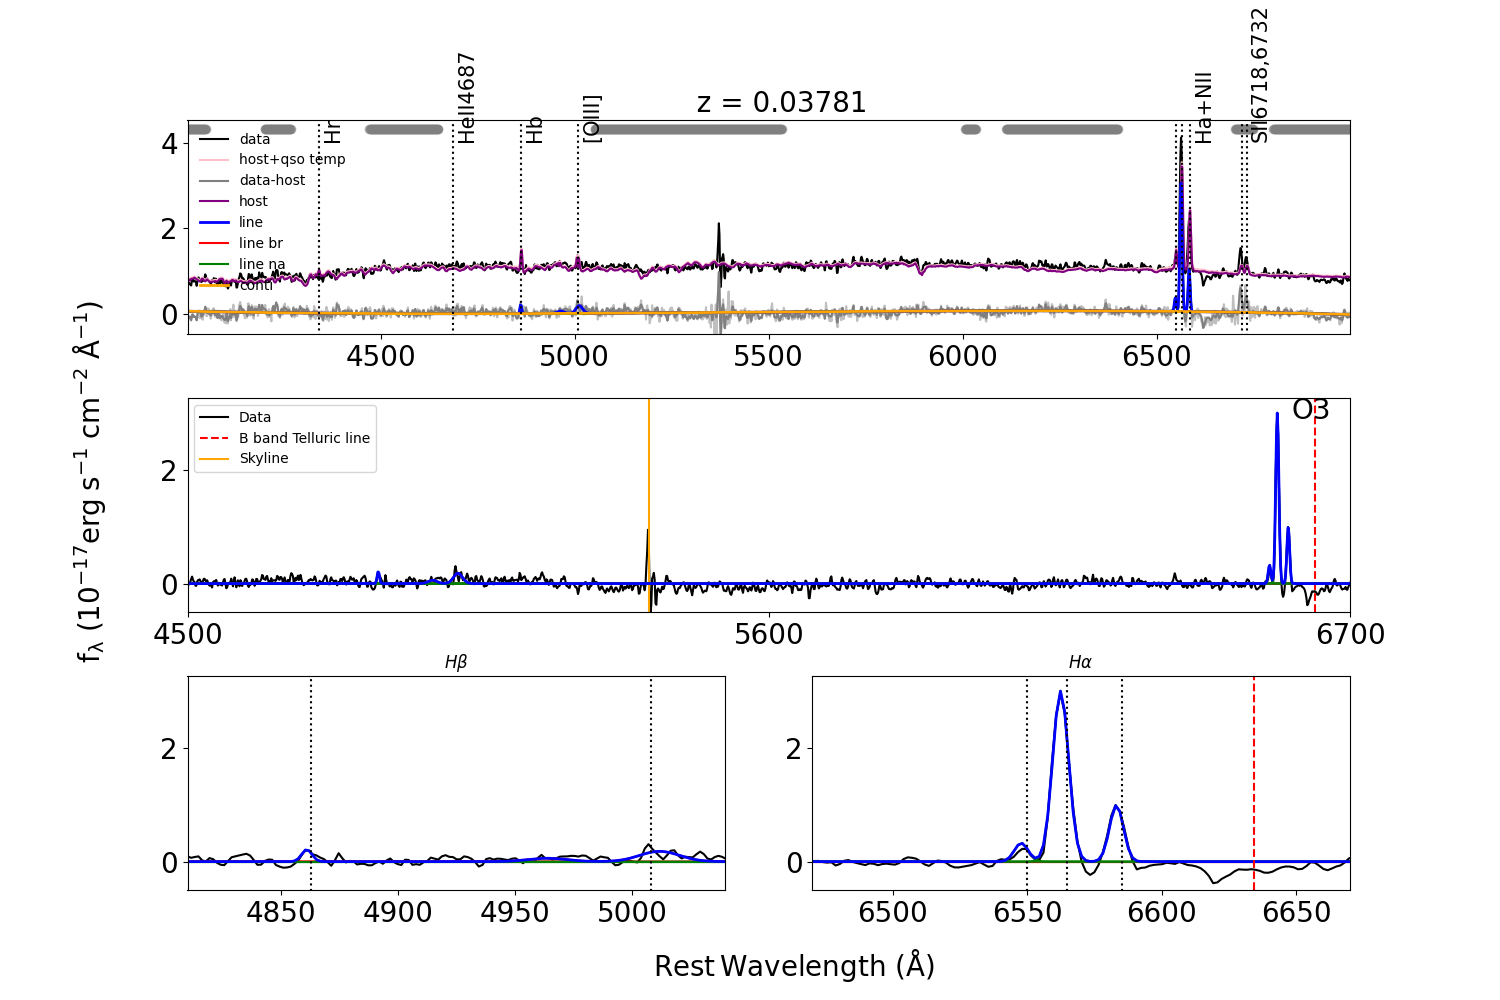 z = 0.03781
Hr
HeII4687
Hb
[OIII]
Ha+NII
SII6718,6732
data
host+qso temp
data-host
host
line
line br
line na
conti
4
2
0
4500
5000
5500
6000
6500
Data
B band Telluric line
Skyline
O3
2
0
4500
5600
6700
f_λ (10^−17 erg s^−1 cm^−2 Å^−1)
Hβ
2
0
4850
4900
4950
5000
Hα
2
0
6500
6550
6600
6650
Rest Wavelength (Å)